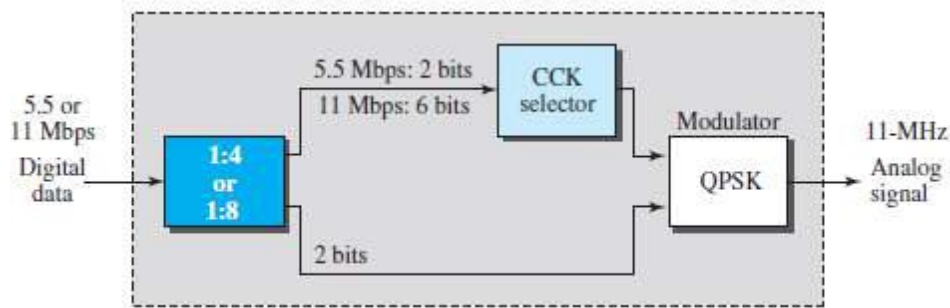 5.5 or
11 Mbps
Digital
data
1:4
or
1:8
5.5 Mbps: 2 bits
11 Mbps: 6 bits
CCK
selector
2 bits
Modulator
QPSK
11-MHz
Analog
signal